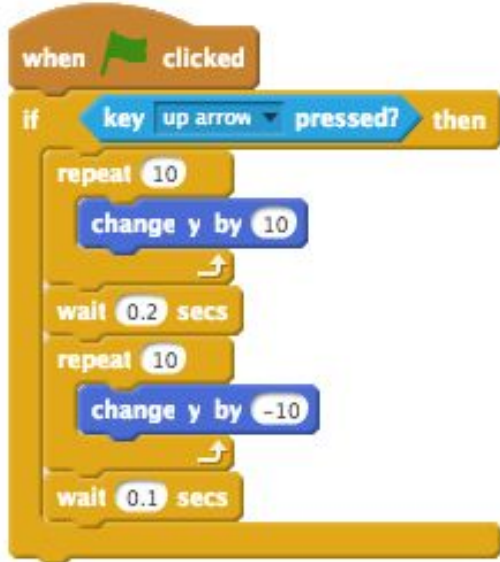 when clicked
if key up arrow pressed? then
repeat 10
change y by 10
wait 0.2 secs
repeat 10
change y by -10
wait 0.1 secs